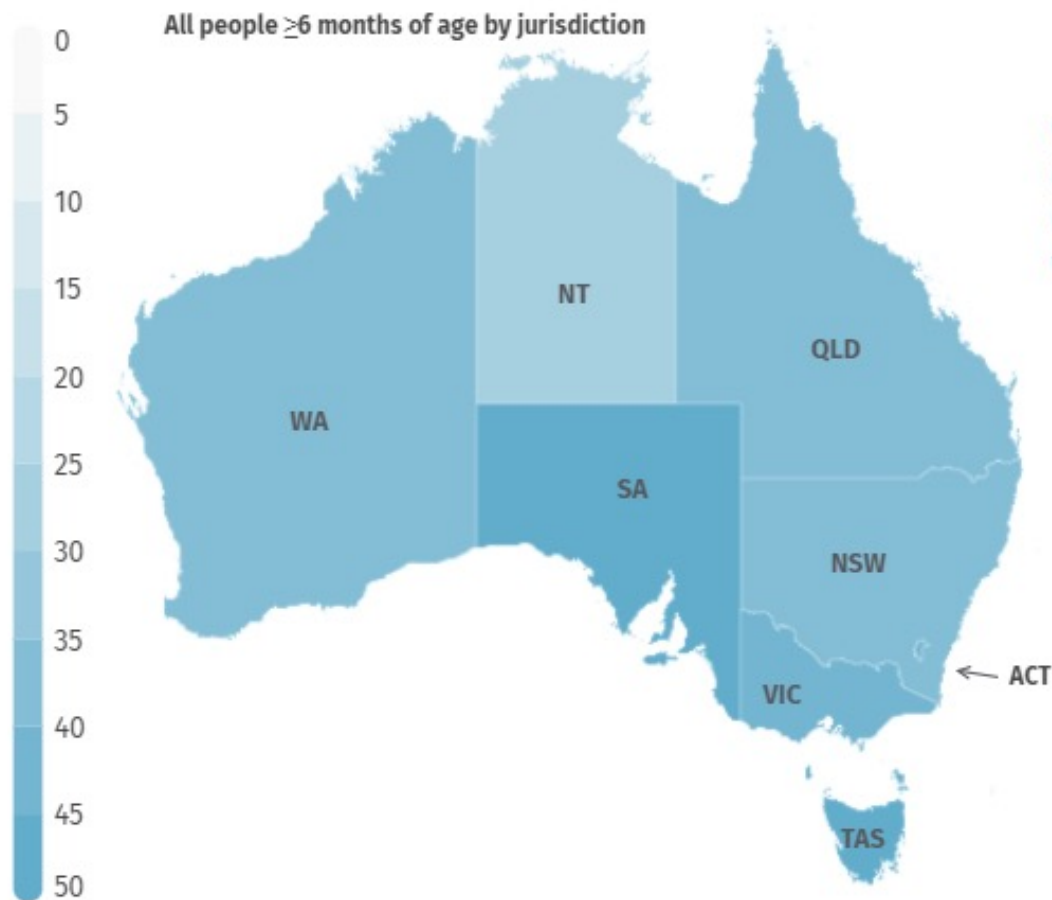 All people ≥6 months of age by jurisdiction
0
5
10
15
20
25
30
35
40
45
50
NT
QLD
WA
SA
NSW
ACT
VIC
TAS